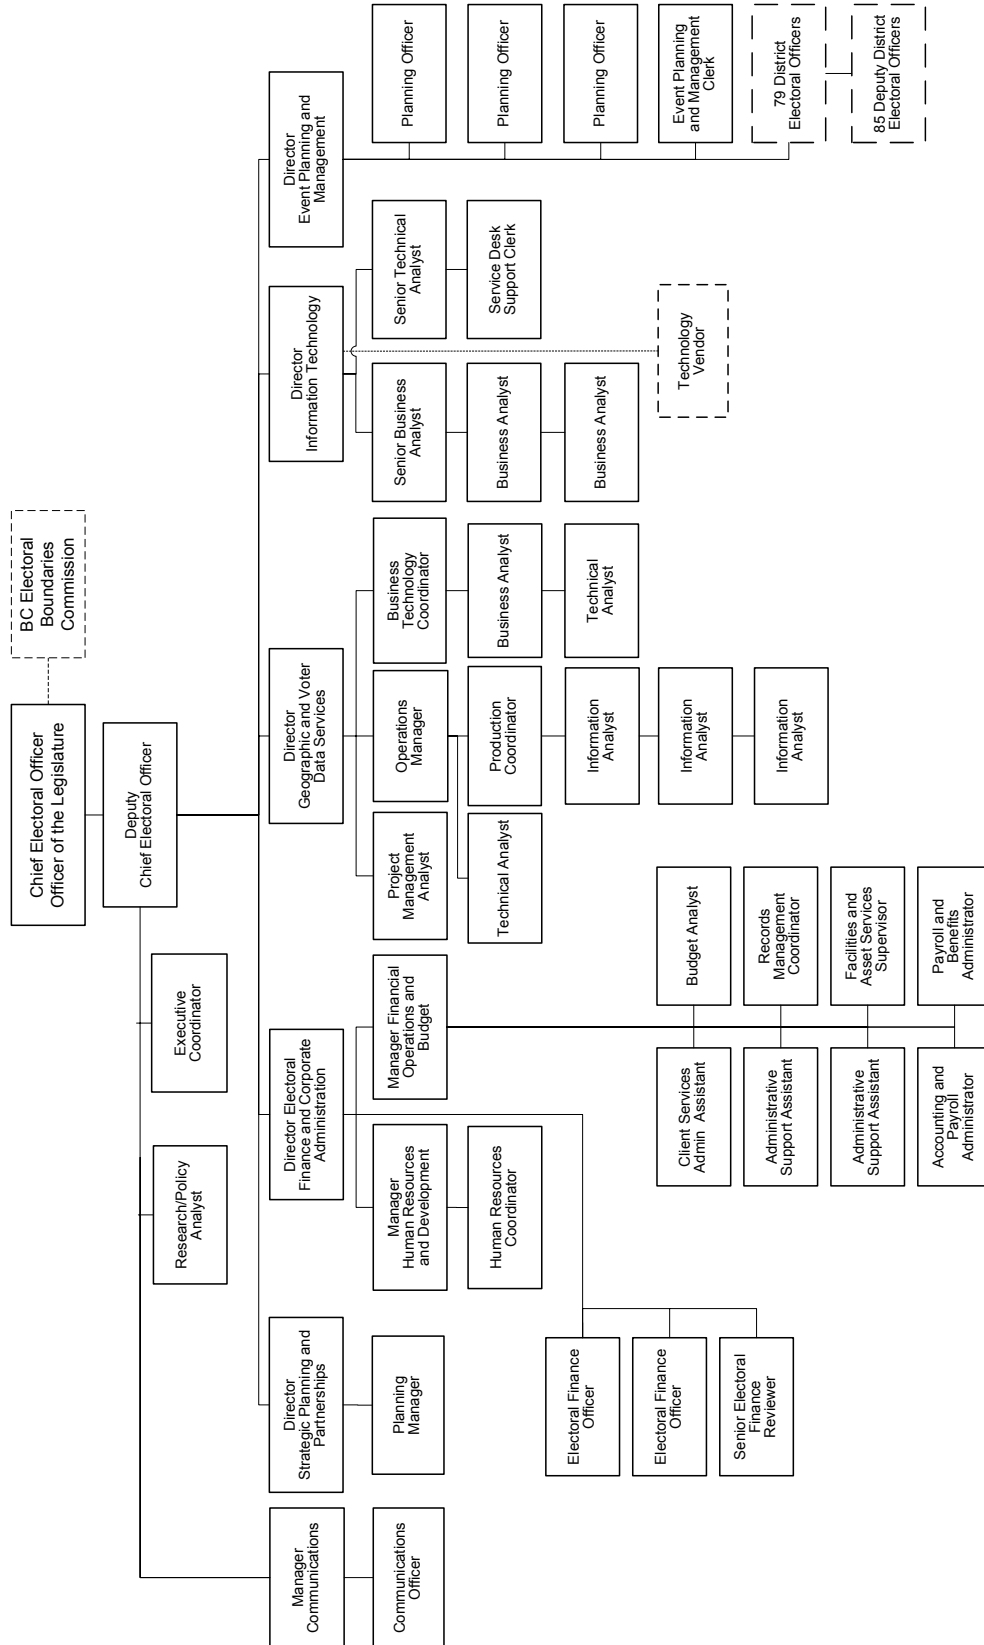 Chief Electoral Officer
Officer of the Legislature
BC Electoral
Boundaries
Commission
Deputy
Chief Electoral Officer
Research/Policy
Analyst
Executive
Coordinator
Manager
Communications
Director
Strategic Planning and
Partnerships
Director Electoral
Finance and Corporate
Administration
Director
Geographic and Voter
Data Services
Director
Information Technology
Director
Event Planning and
Management
Communications
Officer
Planning
Manager
Manager
Human Resources
and Development
Manager Financial
Operations and
Budget
Project
Management
Analyst
Operations
Manager
Business
Technology
Coordinator
Senior Business
Analyst
Senior Technical
Analyst
Planning Officer
Human Resources
Coordinator
Technical Analyst
Production
Coordinator
Business Analyst
Business Analyst
Service Desk
Support Clerk
Planning Officer
Electoral Finance
Officer
Information
Analyst
Technical
Analyst
Business Analyst
Planning Officer
Electoral Finance
Officer
Client Services
Admin Assistant
Budget Analyst
Information
Analyst
Technology
Vendor
Event Planning
and Management
Clerk
Senior Electoral
Finance
Reviewer
Administrative
Support Assistant
Records
Management
Coordinator
Information
Analyst
79 District
Electoral Officers
Administrative
Support Assistant
Facilities and
Asset Services
Supervisor
85 Deputy District
Electoral Officers
Accounting and
Payroll
Administrator
Payroll and
Benefits
Administrator